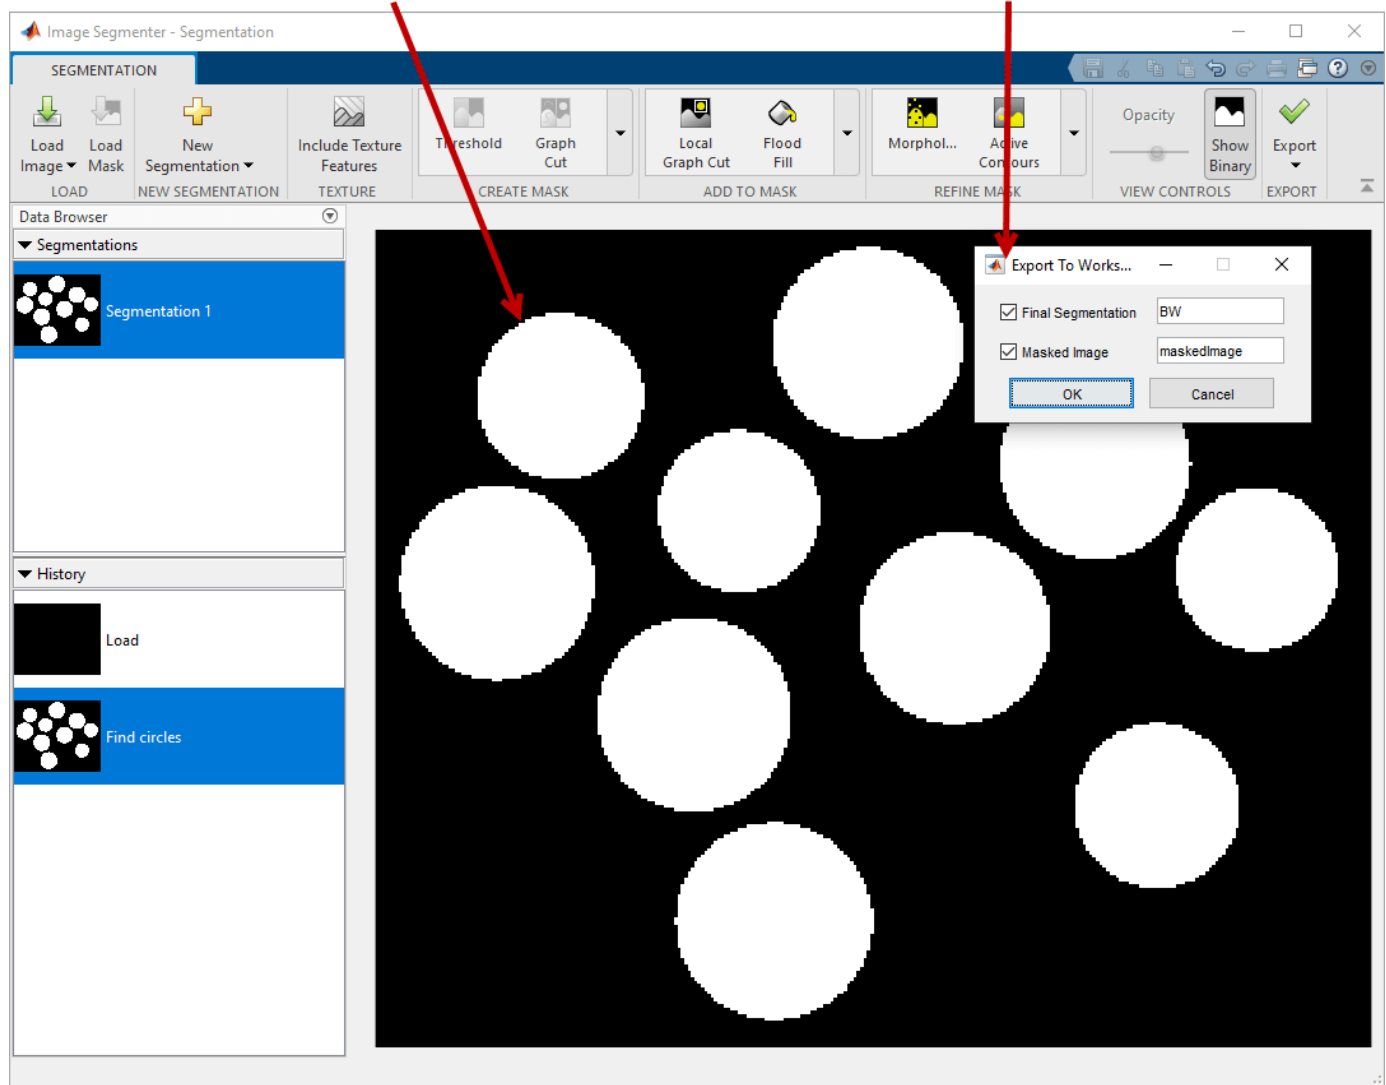 Image Segmenter - Segmentation
SEGMENTATION
Load Image
Load Mask
New Segmentation
Include Texture Features
Threshold
Graph Cut
Local Graph Cut
Flood Fill
Morphol...
Active Contours
Opacity
Show Binary
Export
LOAD
NEW SEGMENTATION
TEXTURE
CREATE MASK
ADD TO MASK
REFINE MASK
VIEW CONTROLS
EXPORT
Data Browser
Segmentations
Segmentation 1
History
Load
Find circles
Export To Works...
Final Segmentation BW
Masked Image maskedImage
OK Cancel